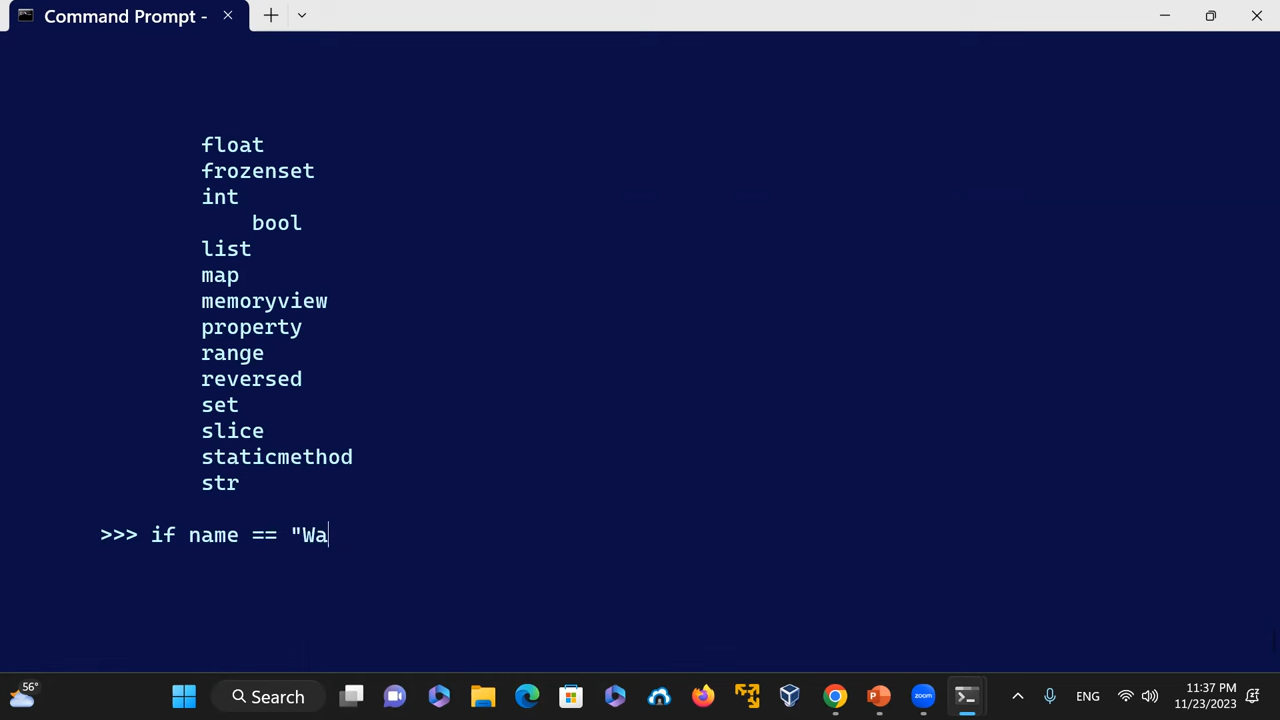 Command Prompt -
float
frozenset
int
bool
list
map
memoryview
property
range
reversed
set
slice
staticmethod
str
>>> if name == "Wa
56°
Search
zoom
ENG
11:37 PM
11/23/2023